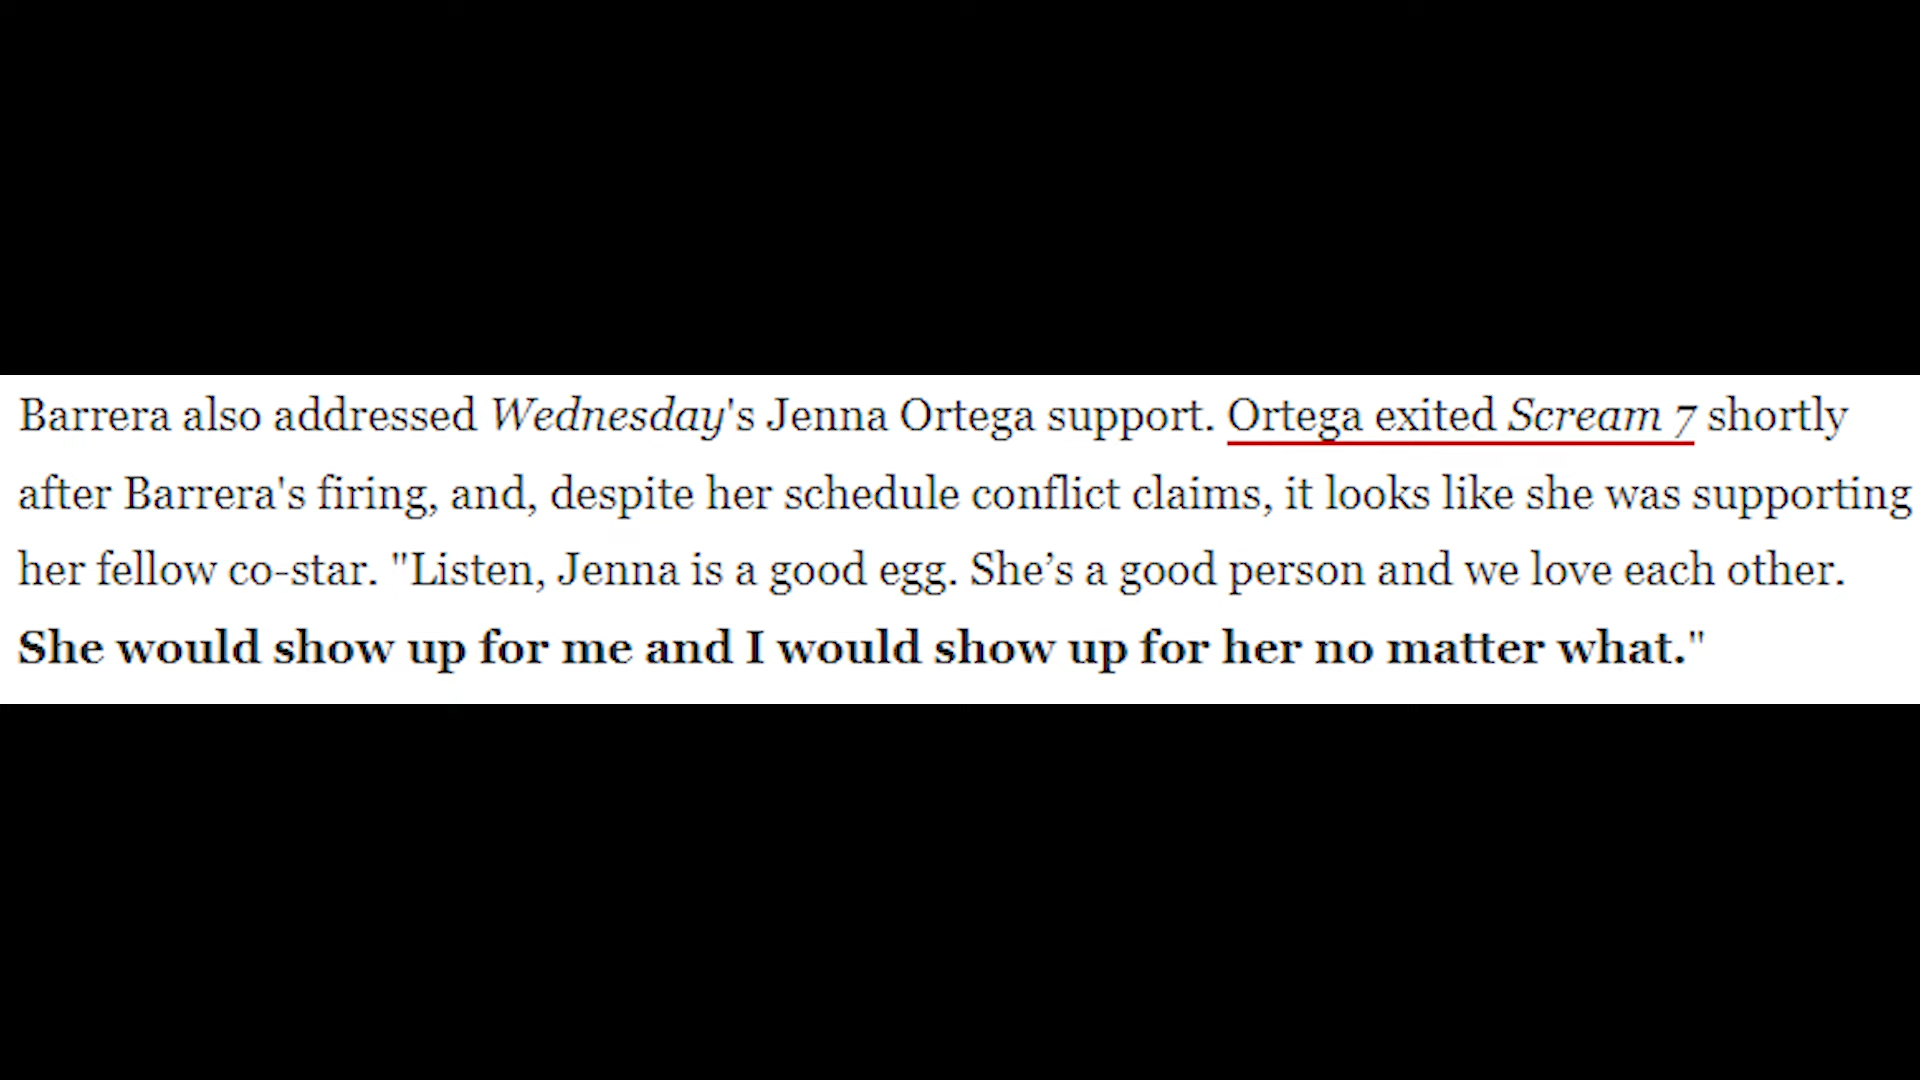 Barrera also addressed Wednesday's Jenna Ortega support. Ortega exited Scream 7 shortly
after Barrera's firing, and, despite her schedule conflict claims, it looks like she was supporting
her fellow co-star. "Listen, Jenna is a good egg. She’s a good person and we love each other.
She would show up for me and I would show up for her no matter what."